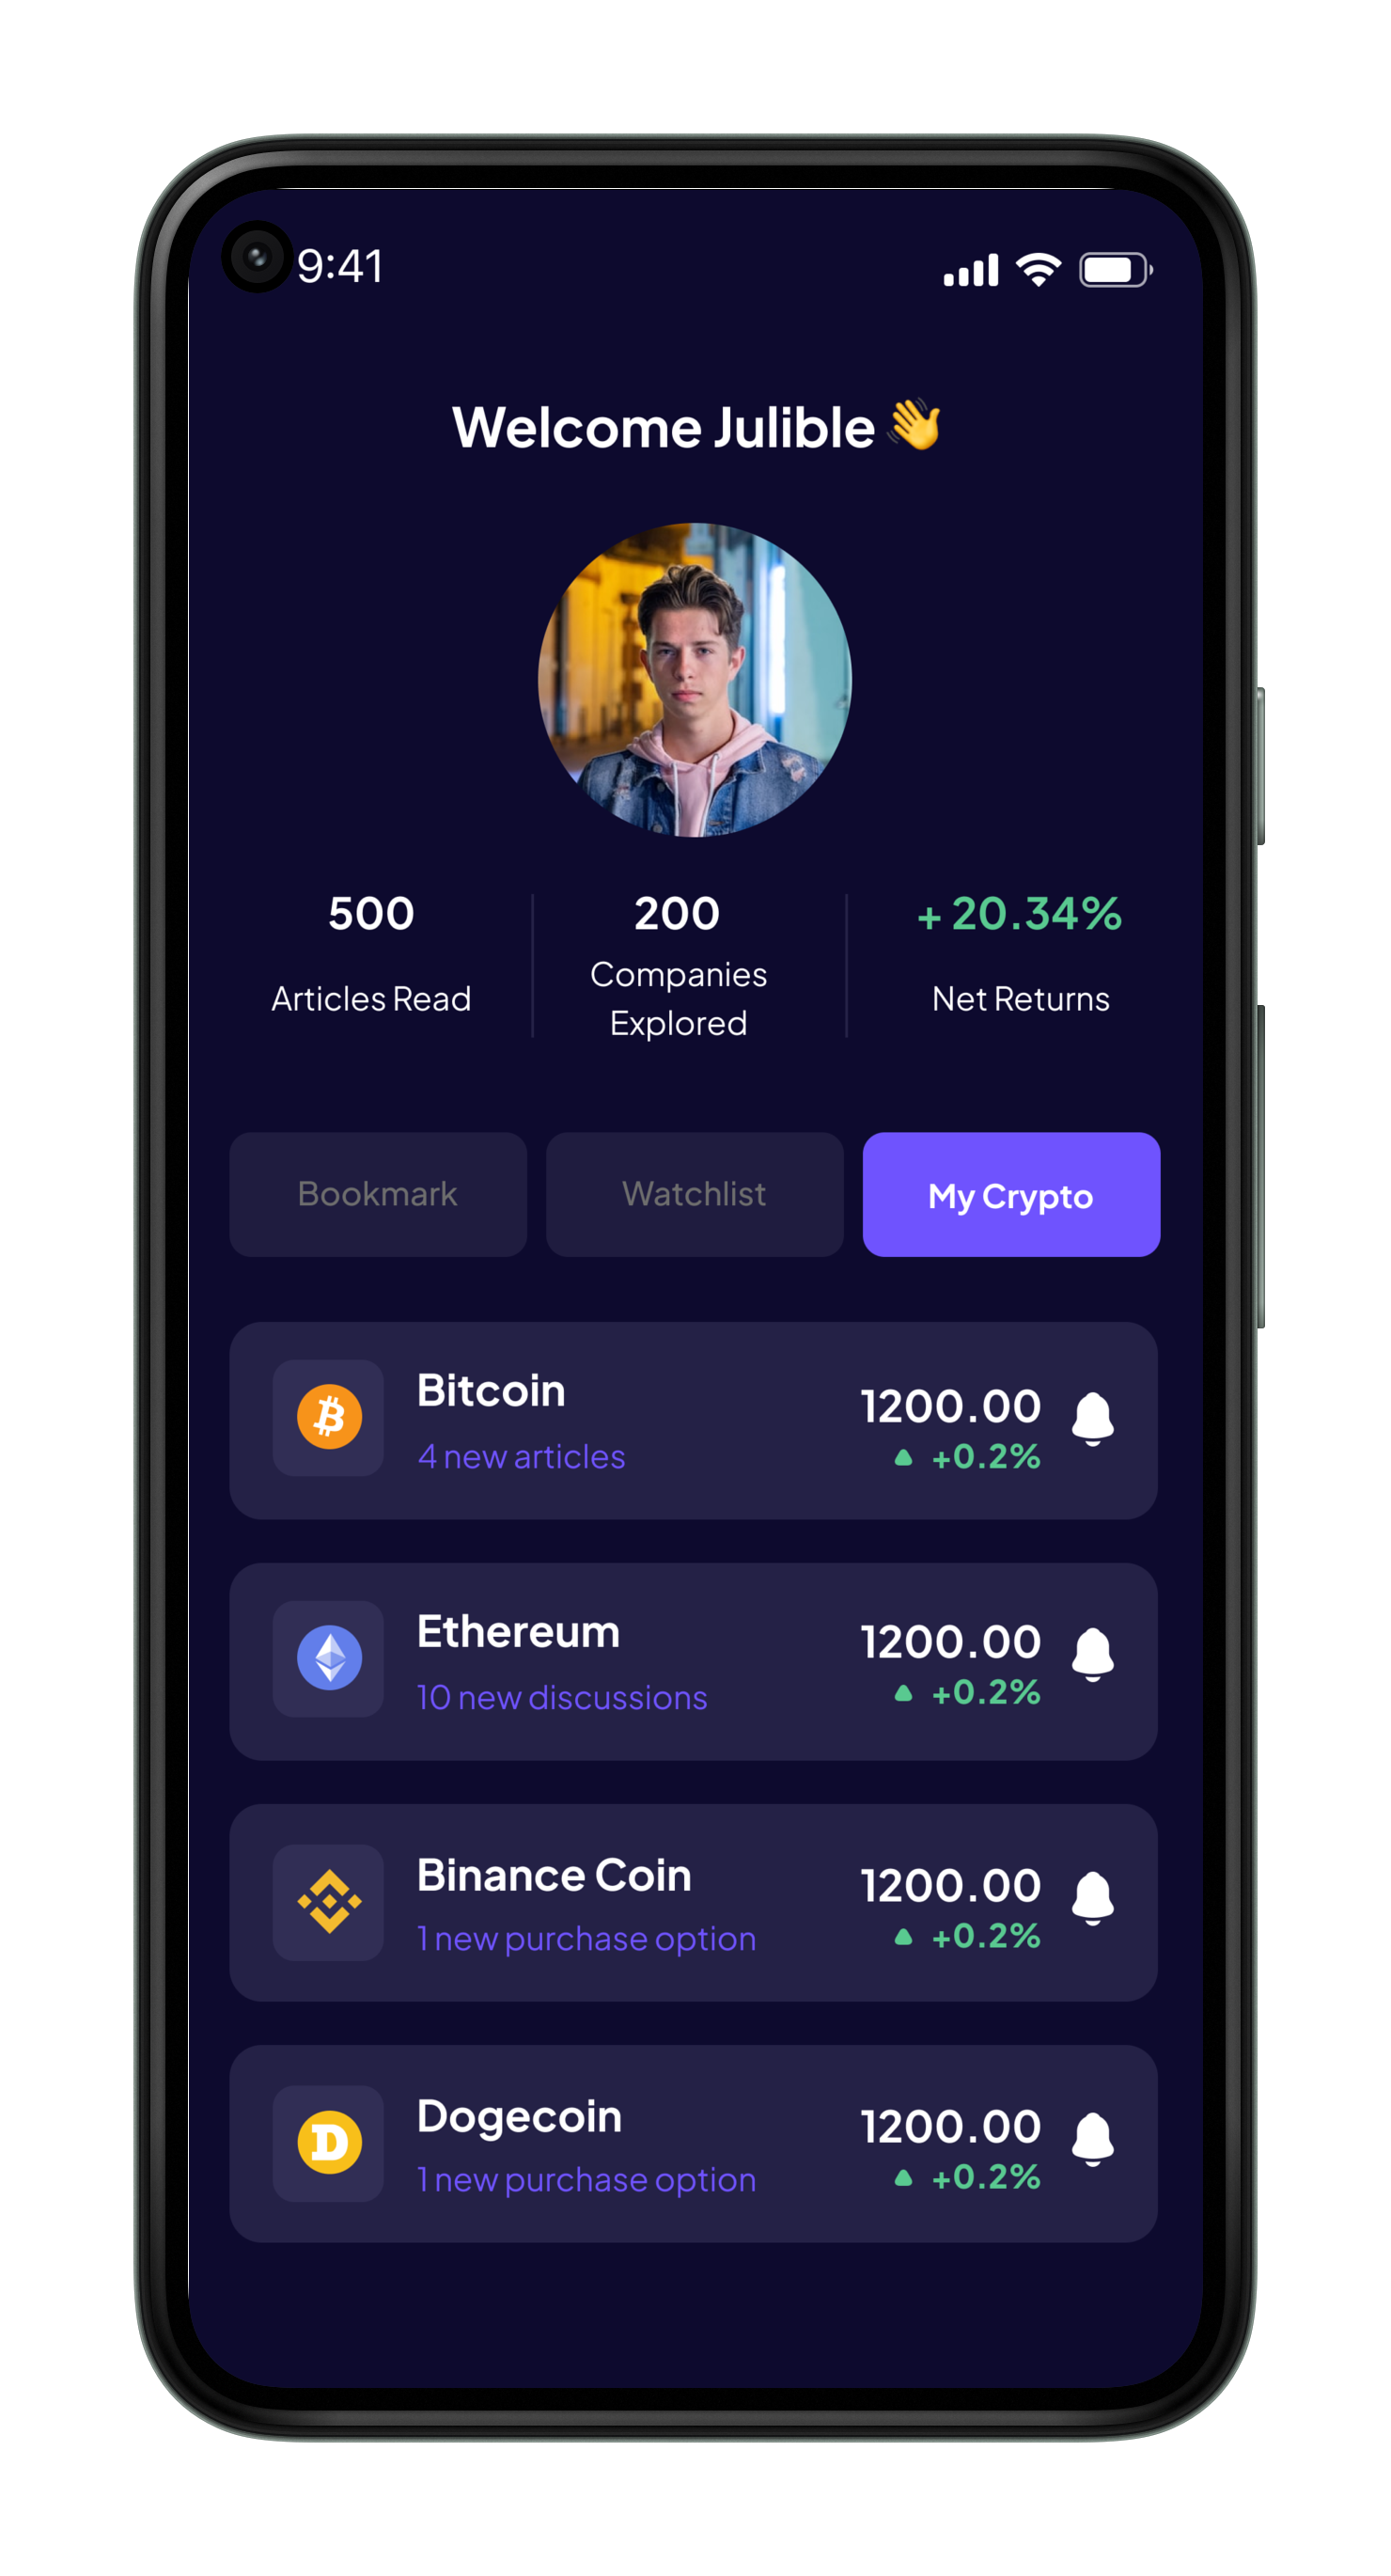 9:41
Welcome Julible 👋
500
Articles Read
200
Companies
Explored
+ 20.34%
Net Returns
Bookmark
Watchlist
My Crypto
Bitcoin
4 new articles
1200.00
+0.2%
Ethereum
10 new discussions
1200.00
+0.2%
Binance Coin
1 new purchase option
1200.00
+0.2%
Dogecoin
1 new purchase option
1200.00
+0.2%